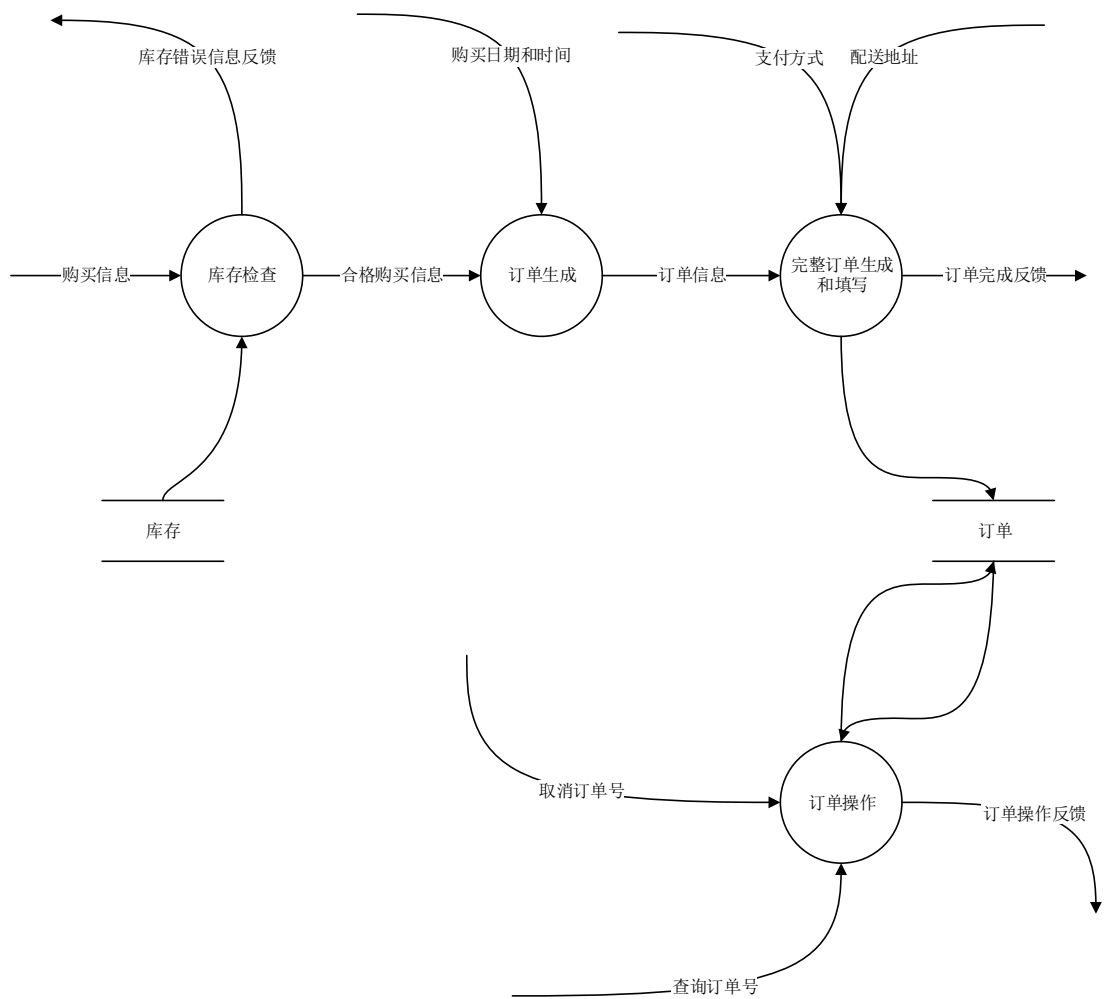 库存错误信息反馈
购买日期和时间
支付方式
配送地址
购买信息
库存检查
合格购买信息
订单生成
订单信息
完整订单生成
和填写
订单完成反馈
库存
订单
取消订单号
订单操作
订单操作反馈
查询订单号